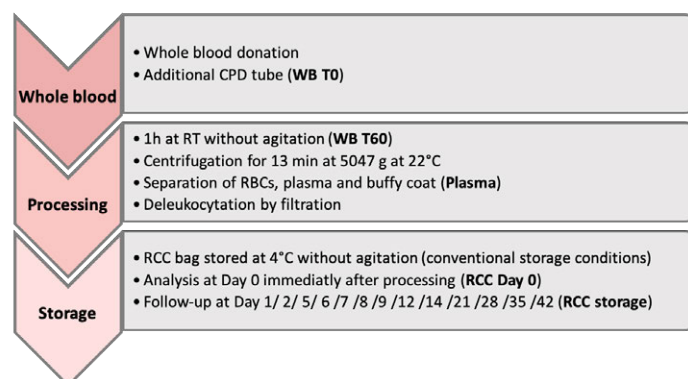 Whole blood
• Whole blood donation
• Additional CPD tube (WB T0)
Processing
• 1h at RT without agitation (WB T60)
• Centrifugation for 13 min at 5047 g at 22°C
• Separation of RBCs, plasma and buffy coat (Plasma)
• Deleukocytation by filtration
Storage
• RCC bag stored at 4°C without agitation (conventional storage conditions)
• Analysis at Day 0 immediatly after processing (RCC Day 0)
• Follow-up at Day 1/ 2/ 5/ 6 /7 /8 /9 /12 /14 /21 /28 /35 /42 (RCC storage)